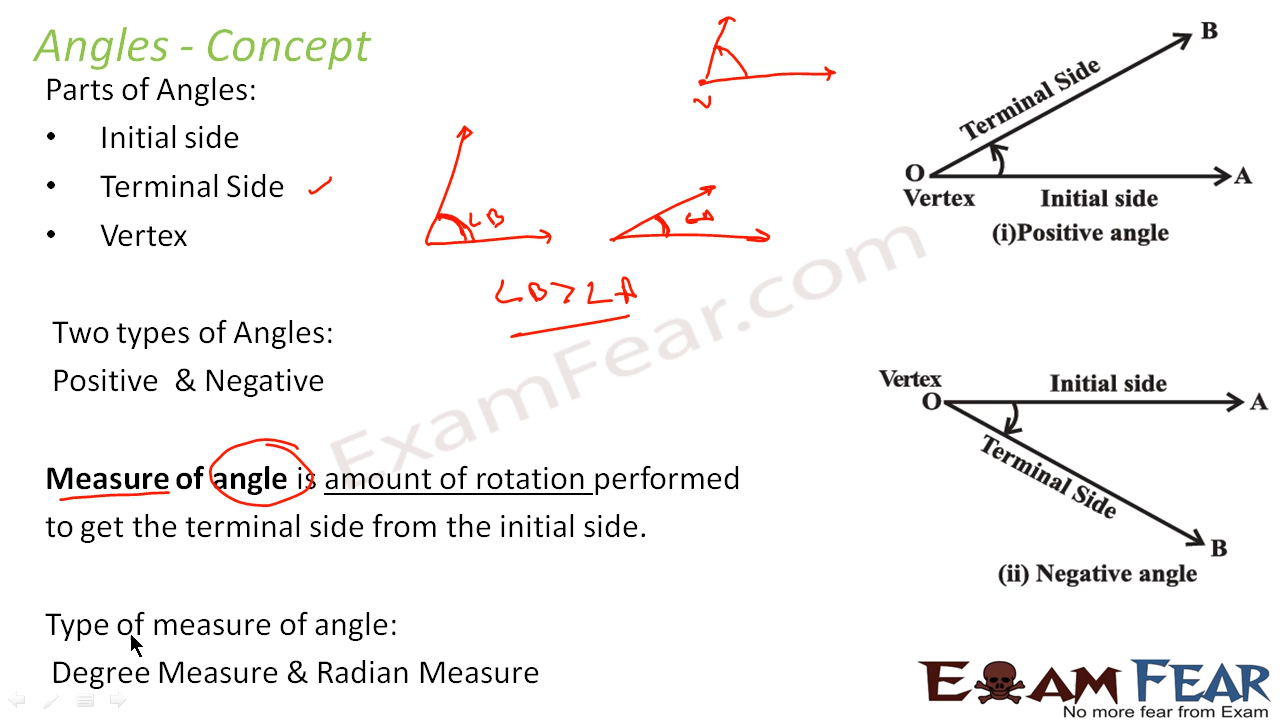 Angles - Concept
Parts of Angles:
• Initial side
• Terminal Side
• Vertex
∠B
∠A
∠B > ∠A
Two types of Angles:
Positive & Negative
Measure of angle is amount of rotation performed
to get the terminal side from the initial side.
Type of measure of angle:
Degree Measure & Radian Measure
B
Terminal Side
O
A
Vertex
Initial side
(i)Positive angle
Vertex
Initial side
O
A
Terminal Side
B
(ii) Negative angle
ExamFear.com
EXAM FEAR
No more fear from Exam